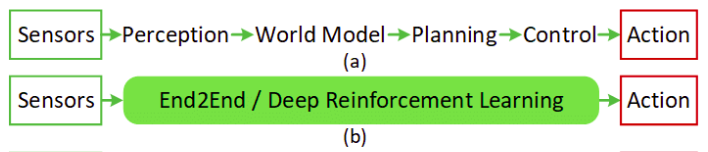 Sensors Perception World Model Planning Control Action
(a)
Sensors End2End / Deep Reinforcement Learning Action
(b)